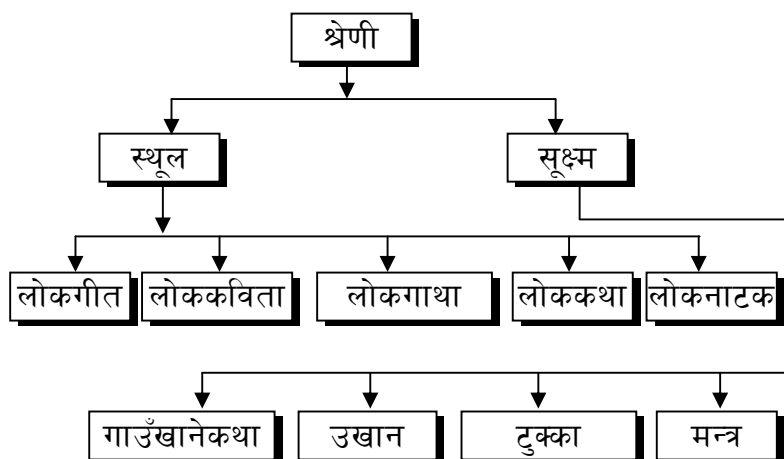 श्रेणी
स्थूल सूक्ष्म
लोकगीत लोककविता लोकगाथा लोककथा लोकनाटक
गाउँखानेकथा उखान टुक्का मन्त्र